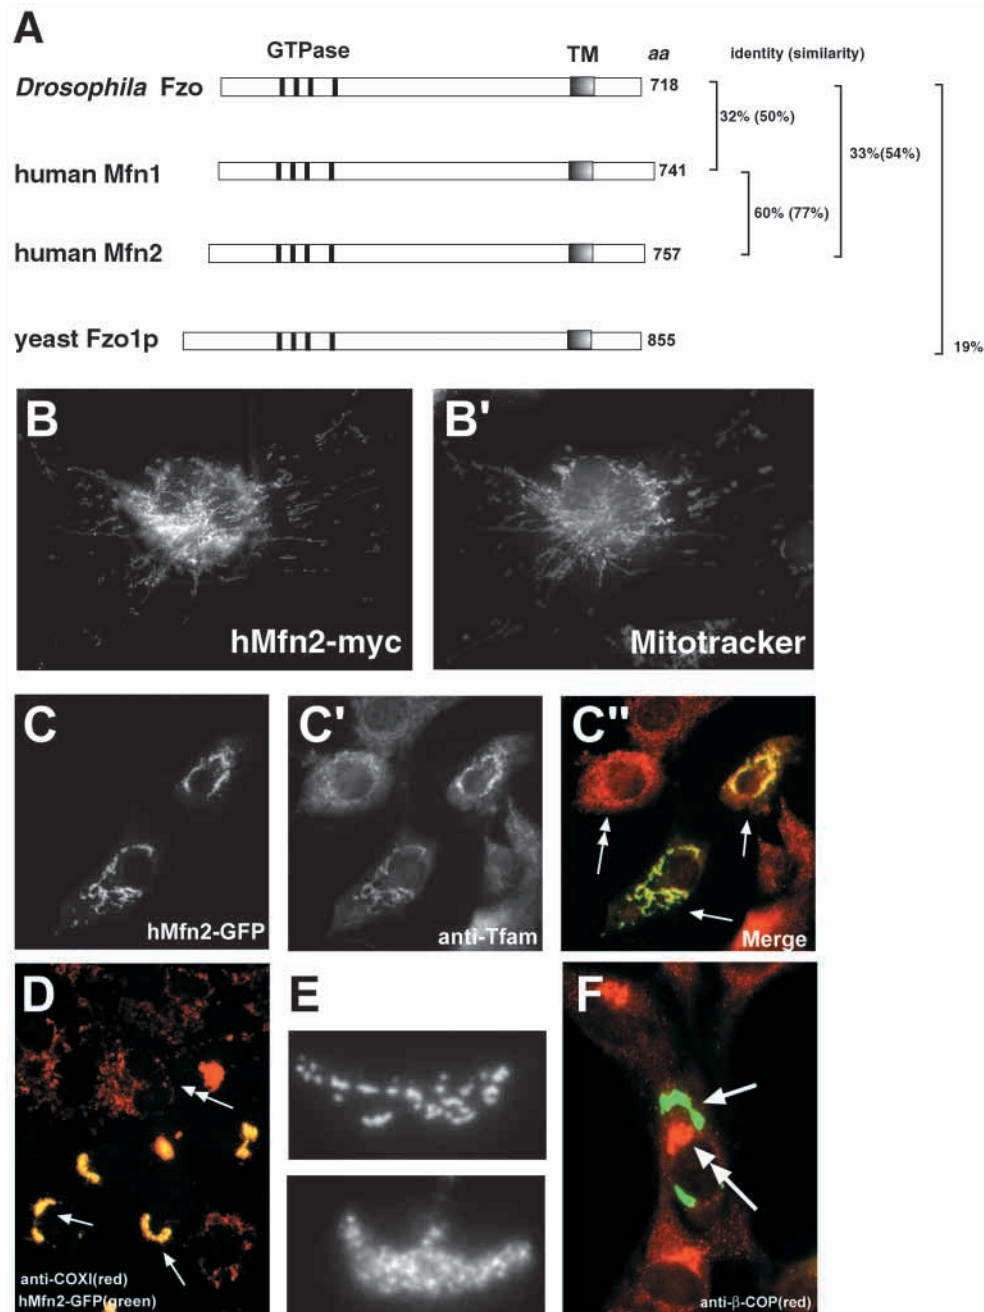 A
GTPase TM aa identity (similarity)
Drosophila Fzo 718
32% (50%)
33%(54%)
human Mfn1 741
60% (77%)
human Mfn2 757
yeast Fzo1p 855
19%
B B'
hMfn2-myc Mitotracker
C C' C"
hMfn2-GFP anti-Tfam Merge
D E F
anti-COXI(red)
hMfn2-GFP(green) anti-β-COP(red)